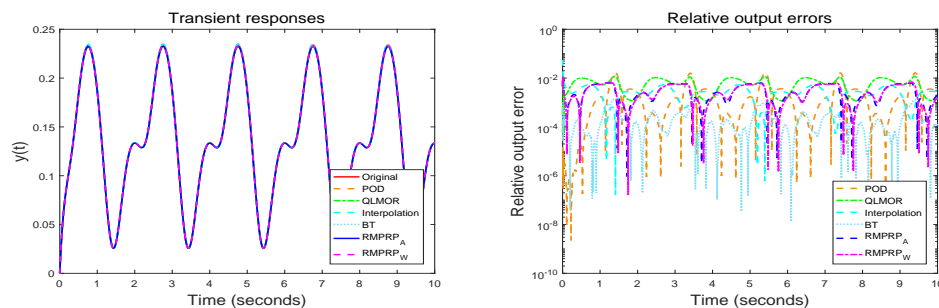 Transient responses
0.25
0.2
0.15
0.1
0.05
0
y(t)
0 1 2 3 4 5 6 7 8 9 10
Time (seconds)
Original
POD
QLMOR
Interpolation
BT
RMPRP_A
RMPRP_W
Relative output errors
10^0
10^-2
10^-4
10^-6
10^-8
10^-10
Relative output error
0 1 2 3 4 5 6 7 8 9 10
Time (seconds)
POD
QLMOR
Interpolation
BT
RMPRP_A
RMPRP_W